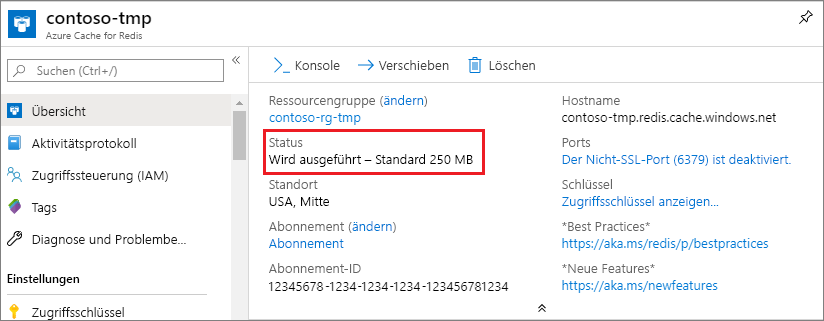 contoso-tmp
Azure Cache for Redis
Suchen (Ctrl+/)
Übersicht
Aktivitätsprotokoll
Zugriffssteuerung (IAM)
Tags
Diagnose und Problembe...
Einstellungen
Zugriffsschlüssel
Konsole
Verschieben
Löschen
Ressourcengruppe (ändern)
contoso-rg-tmp
Status
Wird ausgeführt – Standard 250 MB
Standort
USA, Mitte
Abonnement (ändern)
Abonnement
Abonnement-ID
12345678-1234-1234-1234-123456781234
Hostname
contoso-tmp.redis.cache.windows.net
Ports
Der Nicht-SSL-Port (6379) ist deaktiviert.
Schlüssel
Zugriffsschlüssel anzeigen...
*Best Practices*
https://aka.ms/redis/p/bestpractices
*Neue Features*
https://aka.ms/newfeatures